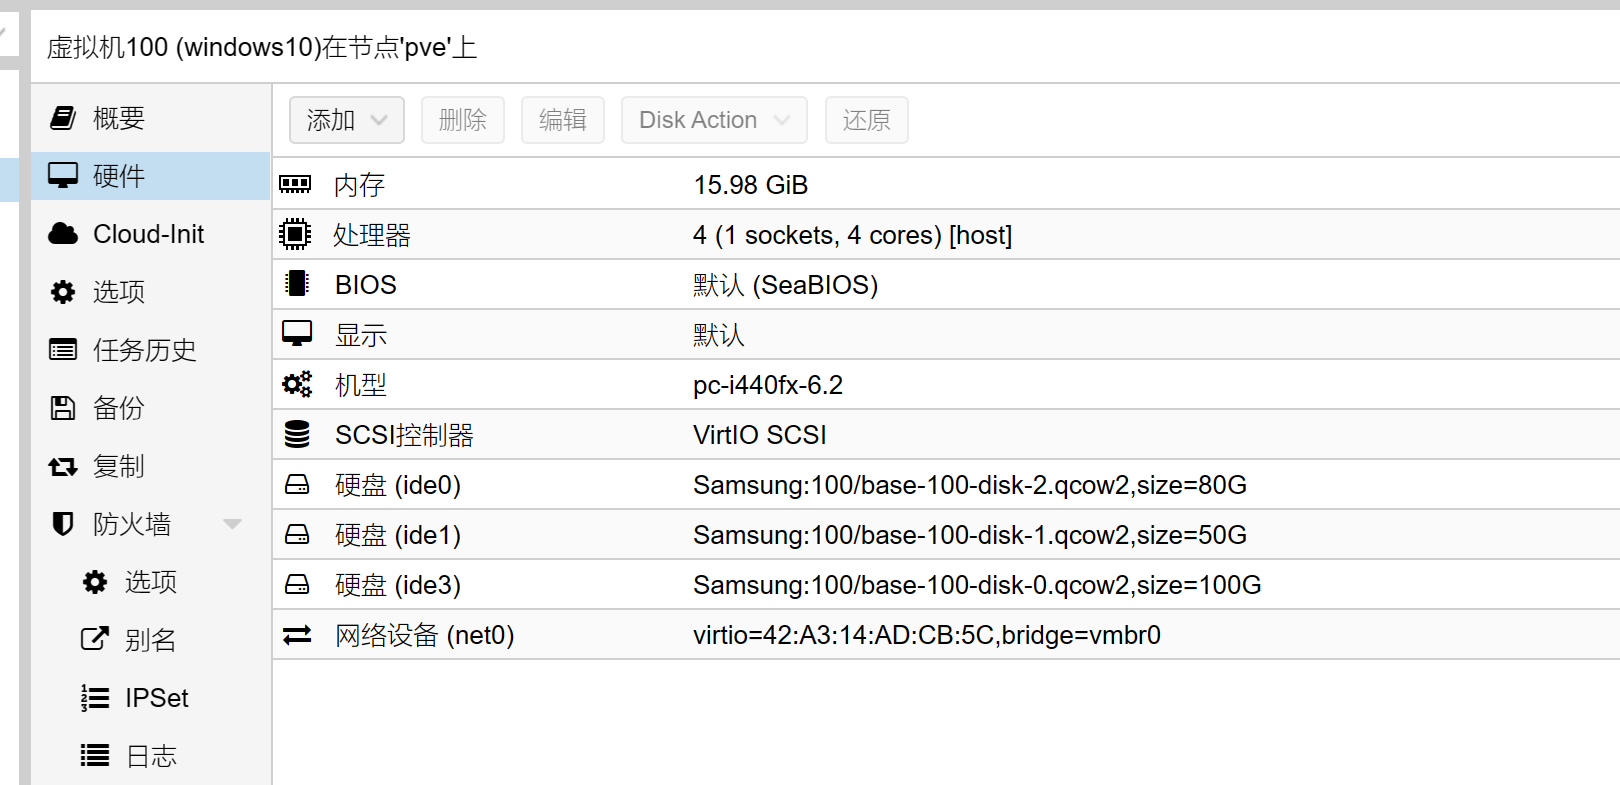 虚拟机100 (windows10)在节点'pve'上
概要
硬件
Cloud-Init
选项
任务历史
备份
复制
防火墙
选项
别名
IPSet
日志
添加 删除 编辑 Disk Action 还原
内存 15.98 GiB
处理器 4 (1 sockets, 4 cores) [host]
BIOS 默认 (SeaBIOS)
显示 默认
机型 pc-i440fx-6.2
SCSI控制器 VirtIO SCSI
硬盘 (ide0) Samsung:100/base-100-disk-2.qcow2,size=80G
硬盘 (ide1) Samsung:100/base-100-disk-1.qcow2,size=50G
硬盘 (ide3) Samsung:100/base-100-disk-0.qcow2,size=100G
网络设备 (net0) virtio=42:A3:14:AD:CB:5C,bridge=vmbr0